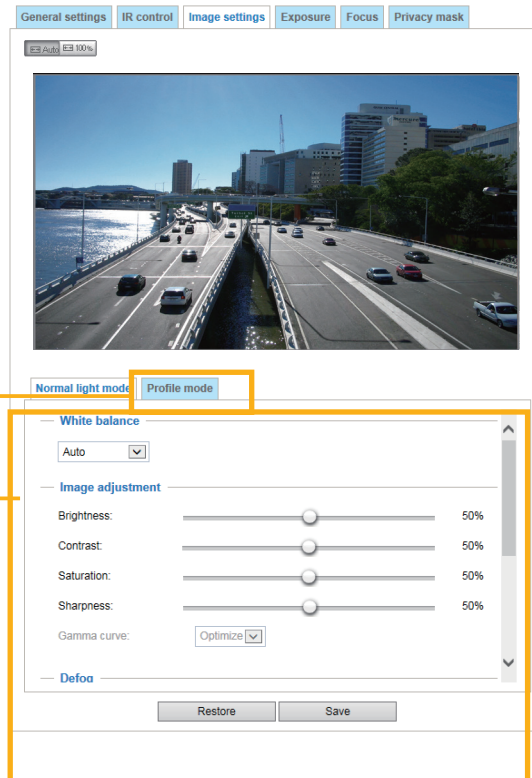 General settings IR control Image settings Exposure Focus Privacy mask
Auto 100%
Normal light mode Profile mode
White balance
Auto
Image adjustment
Brightness: 50%
Contrast: 50%
Saturation: 50%
Sharpness: 50%
Gamma curve: Optimize
Defog
Restore Save